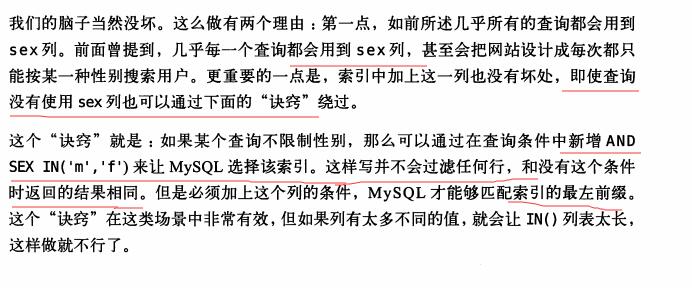 我们的脑子当然没坏。这么做有两个理由：第一点，如前所述几乎所有的查询都会用到
sex列。前面曾提到，几乎每一个查询都会用到 sex 列，甚至会把网站设计成每次都只
能按某一种性别搜索用户。更重要的一点是，索引中加上这一列也没有坏处，即使查询
没有使用 sex 列也可以通过下面的“诀窍”绕过。
这个“诀窍”就是：如果某个查询不限制性别，那么可以通过在查询条件中新增 AND
SEX IN('m','f')来让 MySQL 选择该索引。这样写并不会过滤任何行，和没有这个条件
时返回的结果相同。但是必须加上这个列的条件，MySQL 才能够匹配索引的最左前缀。
这个“诀窍”在这类场景中非常有效，但如果列有太多不同的值，就会让 IN() 列表太长，
这样做就不行了。